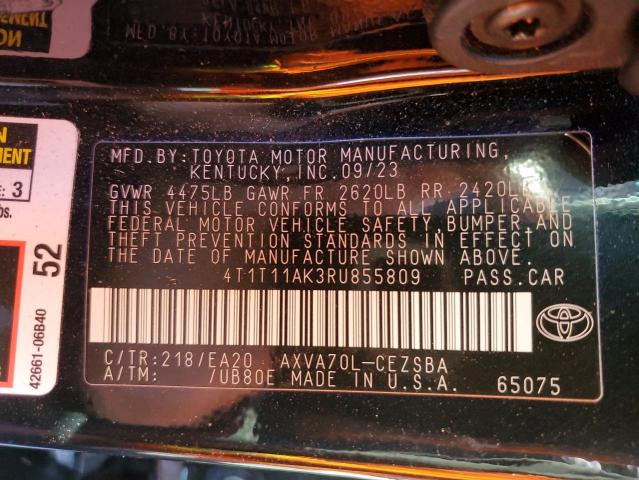 MFD.BY:TOYOTA MOTOR MANUFACTURING,
KENTUCKY,INC.09/23
GVWR 4475LB GAWR FR 2620LB RR 2420LB
THIS VEHICLE CONFORMS TO ALL APPLICABLE
FEDERAL MOTOR VEHICLE SAFETY,BUMPER,AND
THEFT PREVENTION STANDARDS IN EFFECT ON
THE DATE OF MANUFACTURE SHOWN ABOVE.
4T1T11AK3RU855809 PASS.CAR
C/TR:218/EA20 AXVA70L-CEZSBA
A/TM: 7UB80E MADE IN U.S.A. 65075
52
42661-06B40
3